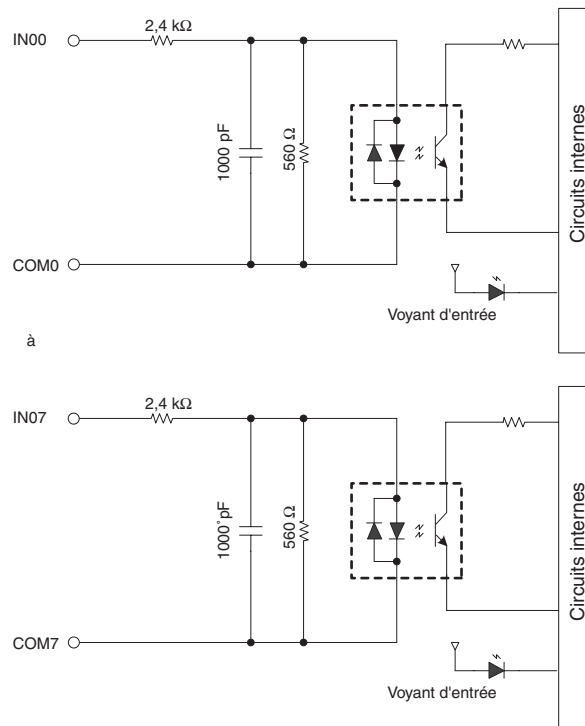 IN00
2,4 kΩ
1000 pF
560 Ω
Circuits internes
COM0
Voyant d'entrée
à
IN07
2,4 kΩ
1000°pF
560 Ω
Circuits internes
COM7
Voyant d'entrée